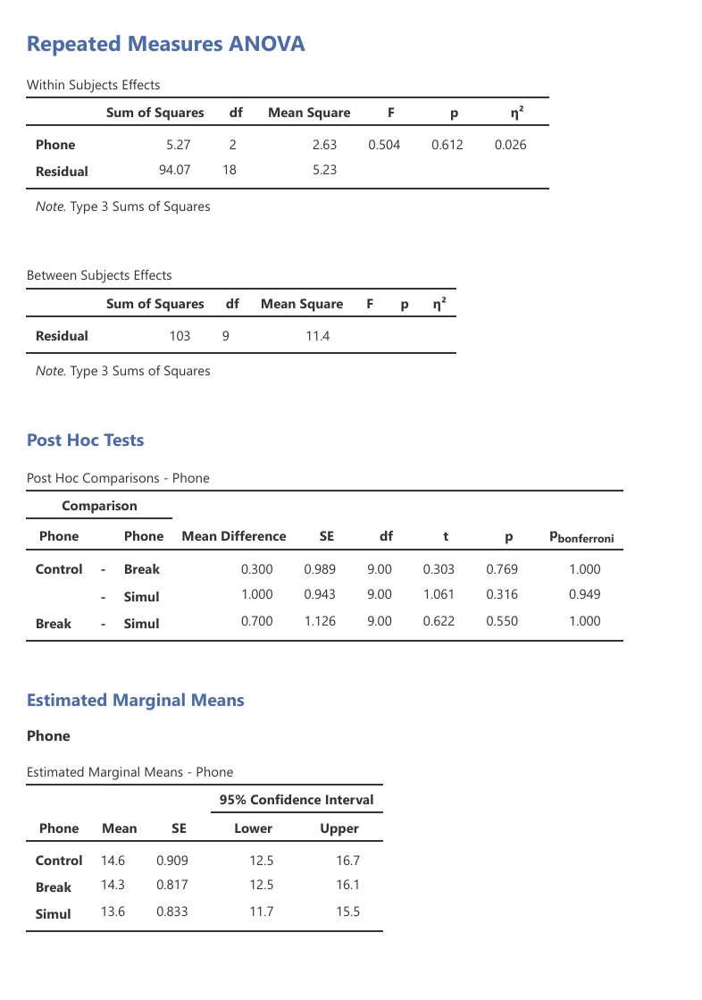 Repeated Measures ANOVA
Within Subjects Effects
Sum of Squares df Mean Square F p η²
Phone 5.27 2 2.63 0.504 0.612 0.026
Residual 94.07 18 5.23
Note. Type 3 Sums of Squares
Between Subjects Effects
Sum of Squares df Mean Square F p η²
Residual 103 9 11.4
Note. Type 3 Sums of Squares
Post Hoc Tests
Post Hoc Comparisons - Phone
Comparison
Phone Phone Mean Difference SE df t p pbonferroni
Control - Break 0.300 0.989 9.00 0.303 0.769 1.000
- Simul 1.000 0.943 9.00 1.061 0.316 0.949
Break - Simul 0.700 1.126 9.00 0.622 0.550 1.000
Estimated Marginal Means
Phone
Estimated Marginal Means - Phone
95% Confidence Interval
Phone Mean SE Lower Upper
Control 14.6 0.909 12.5 16.7
Break 14.3 0.817 12.5 16.1
Simul 13.6 0.833 11.7 15.5